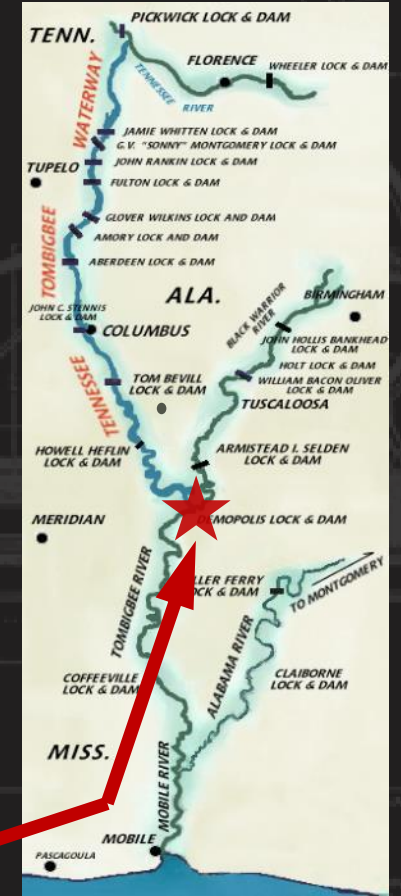 PICKWICK LOCK & DAM
TENN.
FLORENCE
WHEELER LOCK & DAM
TENNESSEE
RIVER
WATERWAY
JAMIE WHITTEN LOCK & DAM
G.V. "SONNY" MONTGOMERY LOCK & DAM
JOHN RANKIN LOCK & DAM
TUPELO
FULTON LOCK & DAM
GLOVER WILKINS LOCK AND DAM
TOMBIGBEE
AMORY LOCK AND DAM
ABERDEEN LOCK & DAM
ALA.
BIRMINGHAM
BLACK WARRIOR
RIVER
JOHN C. STENNIS
LOCK & DAM
COLUMBUS
JOHN HOLLIS BANKHEAD
LOCK & DAM
HOLT LOCK & DAM
TENNESSEE
TOM BEVILL
LOCK & DAM
WILLIAM BACON OLIVER
LOCK & DAM
TUSCALOOSA
HOWELL HEFLIN
LOCK & DAM
ARMISTEAD I. SELDEN
LOCK & DAM
MERIDIAN
DEMOPOLIS LOCK & DAM
TOMBIGBEE RIVER
LLER FERRY
OCK & DAM
TO MONTGOMERY
ALABAMA RIVER
COFFEEVILLE
LOCK & DAM
CLAIBORNE
LOCK & DAM
MISS.
MOBILE RIVER
MOBILE
PASCAGOULA